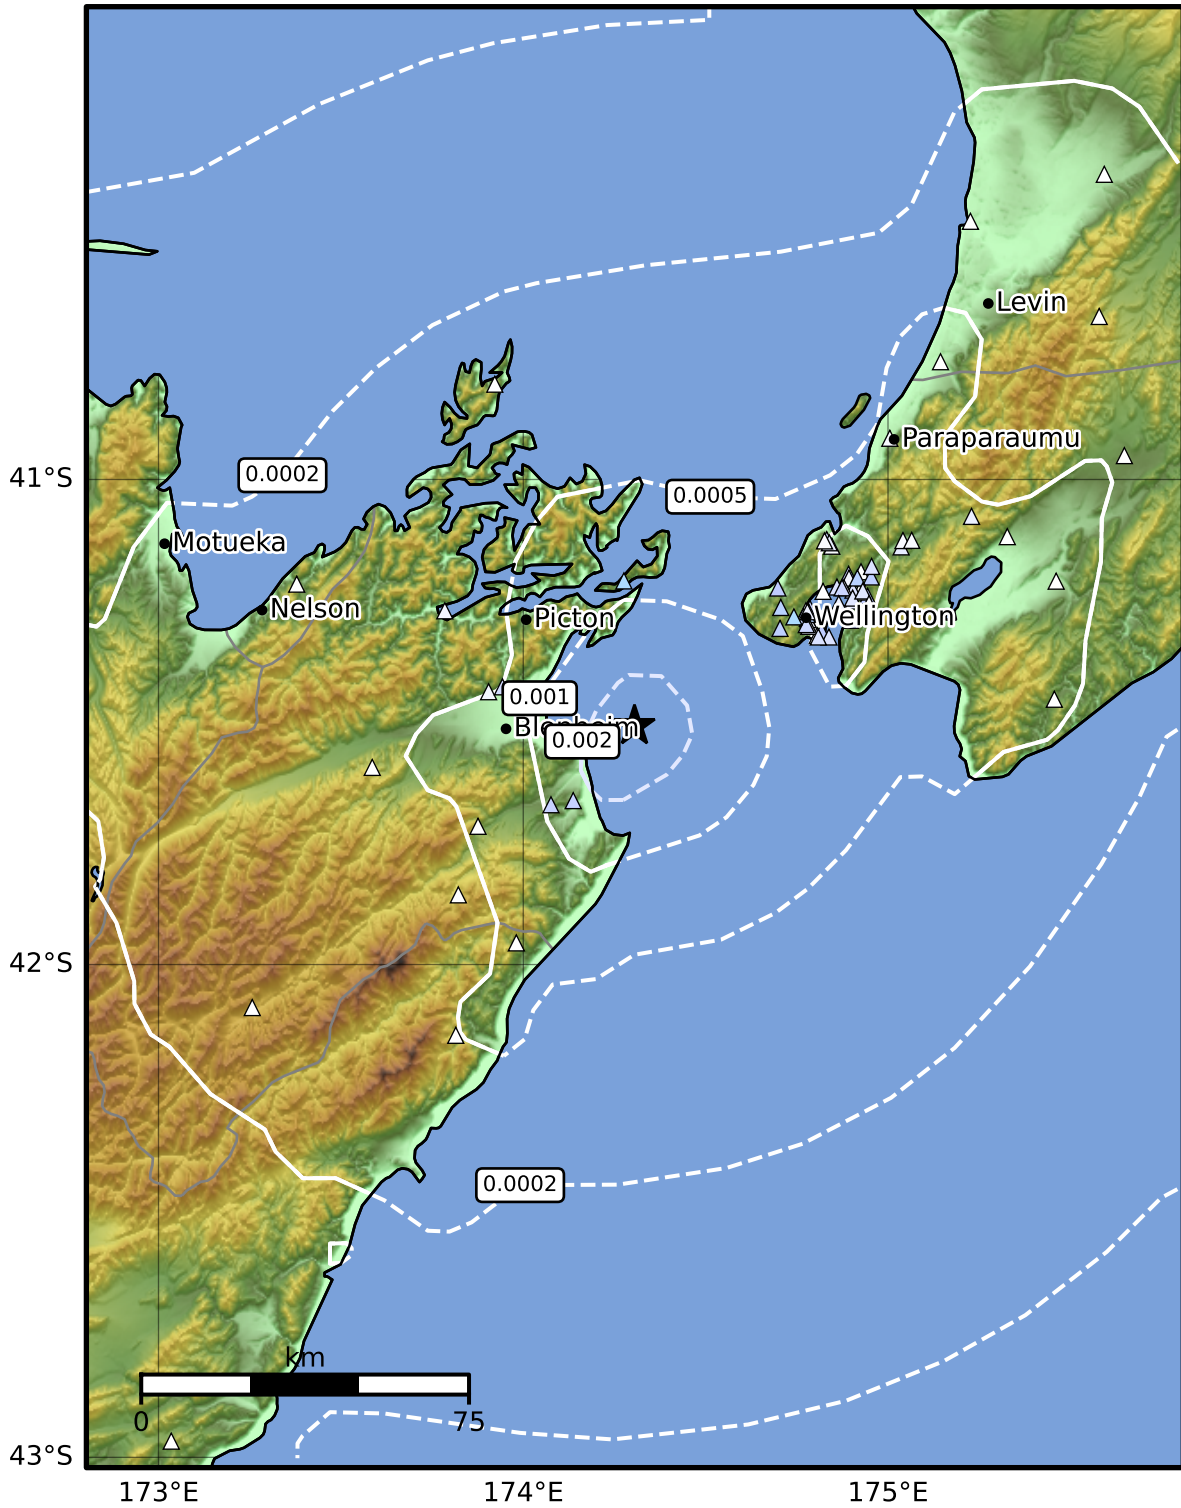 Levin
Paraparaumu
41°S
0.0002
0.0005
Motueka
Nelson
Picton
Wellington
0.001
Blenheim
0.002
42°S
0.0002
km
0
75
43°S
173°E
174°E
175°E